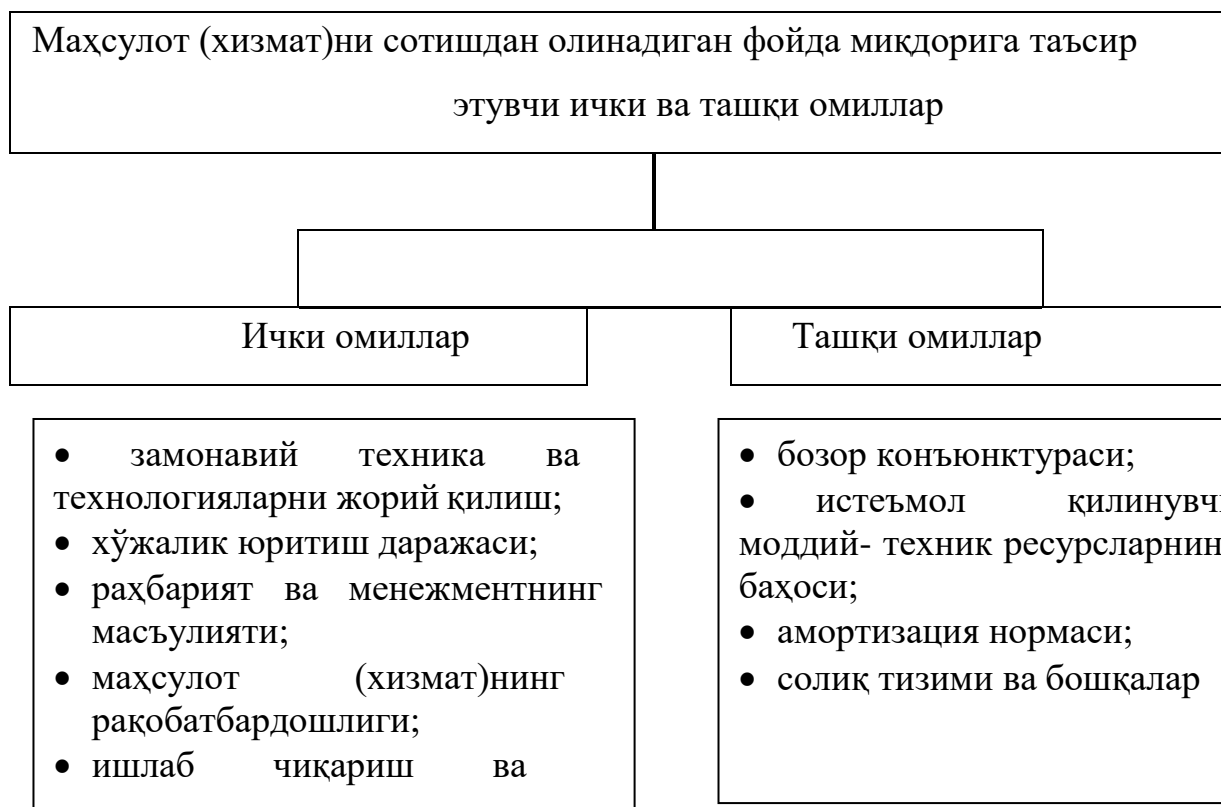 Маҳсулот (хизмат)ни сотишдан олинадиган фойда миқдорига таъсир
этувчи ички ва ташқи омиллар
Ички омиллар
Ташқи омиллар
• замонавий техника ва
технологияларни жорий қилиш;
• хўжалик юритиш даражаси;
• раҳбарият ва менежментнинг
масъулияти;
• маҳсулот (хизмат)нинг
рақобатбардошлиги;
• ишлаб чиқариш ва
• бозор конъюнктураси;
• истеъмол қилинувч
моддий- техник ресурсларнин
баҳоси;
• амортизация нормаси;
• солиқ тизими ва бошқалар